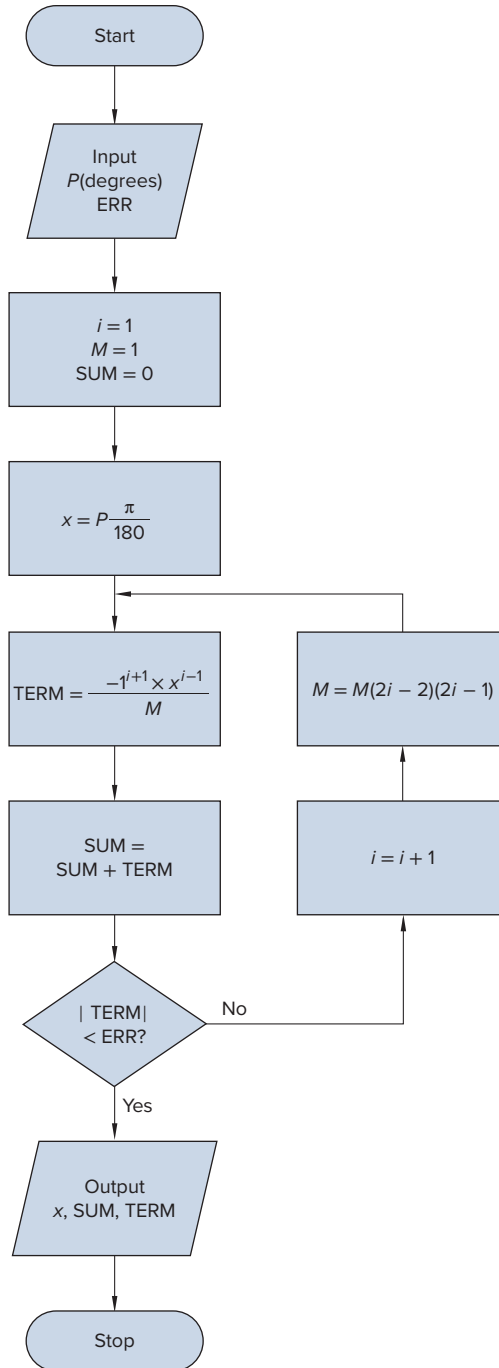 Start
Input
P(degrees)
ERR
i = 1
M = 1
SUM = 0
x = P π/180
TERM = −1^{i+1} × x^{i−1}/M
M = M(2i − 2)(2i − 1)
SUM =
SUM + TERM
i = i + 1
| TERM|
< ERR?
No
Yes
Output
x, SUM, TERM
Stop